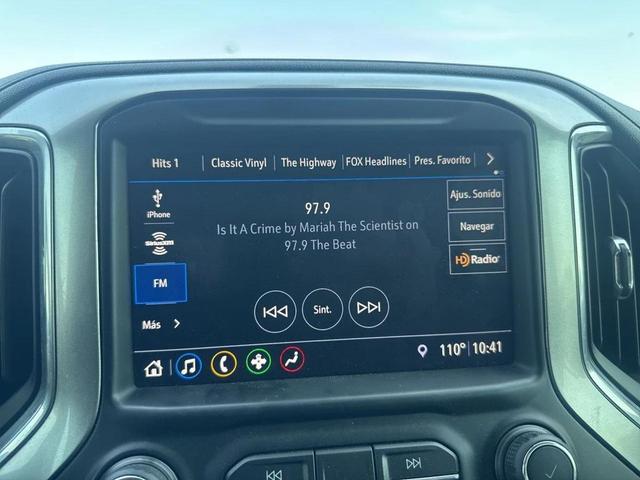 Hits 1 Classic Vinyl The Highway FOX Headlines Pres. Favorito
iPhone
97.9
Ajus. Sonido
Is It A Crime by Mariah The Scientist on
97.9 The Beat
Navegar
SiriusXM
HD Radio
FM
Sint.
Más
110° 10:41